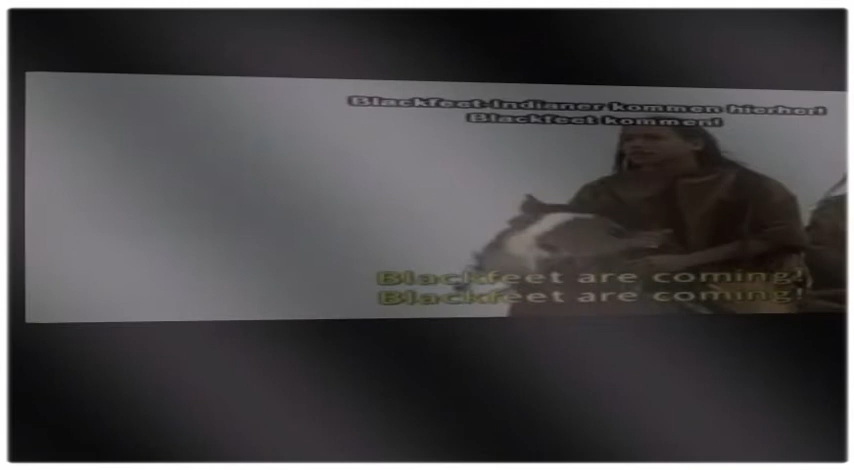 Blackfeet-Indianer kommen hierher!
Blackfeet kommen!
Blackfeet are coming!
Blackfeet are coming!